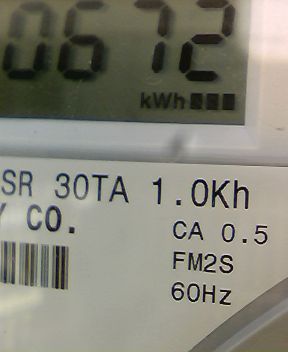 0672
kWh
SR 30TA 1.0Kh
Y CO.
CA 0.5
FM2S
60Hz